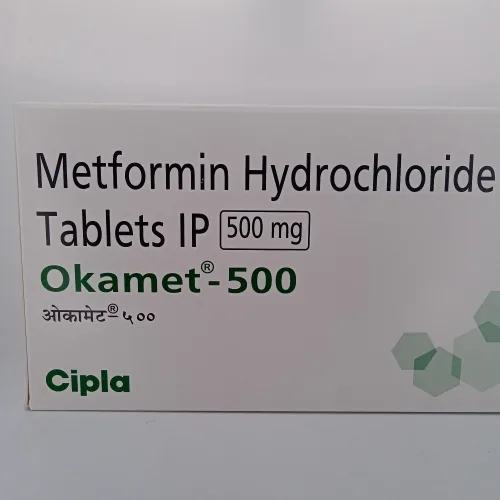 Metformin Hydrochloride
Tablets IP 500 mg
Okamet®-500
ओकामेट®-५००
Cipla